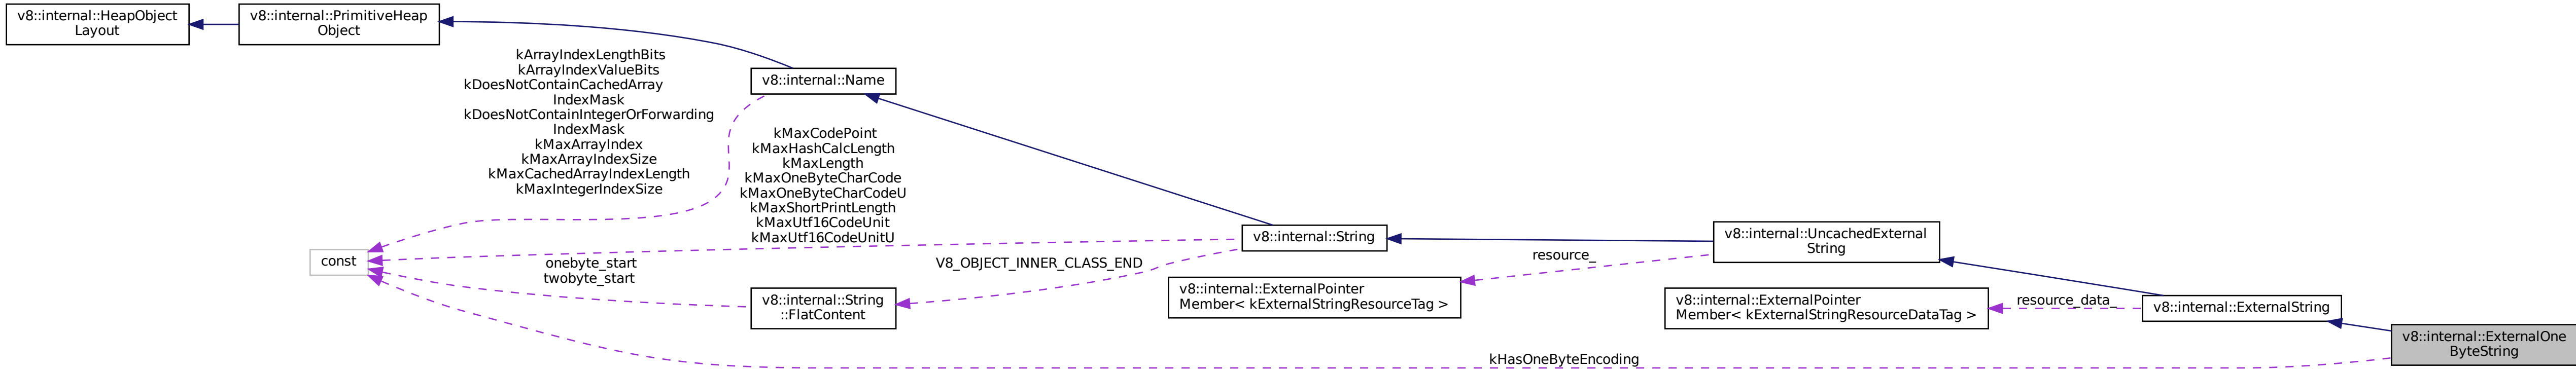 v8::internal::HeapObject
Layout
v8::internal::PrimitiveHeap
Object
kArrayIndexLengthBits
kArrayIndexValueBits
kDoesNotContainCachedArray
IndexMask
kDoesNotContainIntegerOrForwarding
IndexMask
kMaxArrayIndex
kMaxArrayIndexSize
kMaxCachedArrayIndexLength
kMaxIntegerIndexSize
v8::internal::Name
kMaxCodePoint
kMaxHashCalcLength
kMaxLength
kMaxOneByteCharCode
kMaxOneByteCharCodeU
kMaxShortPrintLength
kMaxUtf16CodeUnit
kMaxUtf16CodeUnitU
const
onebyte_start
twobyte_start
v8::internal::String
::FlatContent
V8_OBJECT_INNER_CLASS_END
v8::internal::String
v8::internal::ExternalPointer
Member< kExternalStringResourceTag >
resource_
v8::internal::UncachedExternal
String
v8::internal::ExternalPointer
Member< kExternalStringResourceDataTag >
resource_data_
v8::internal::ExternalString
v8::internal::ExternalOne
ByteString
kHasOneByteEncoding